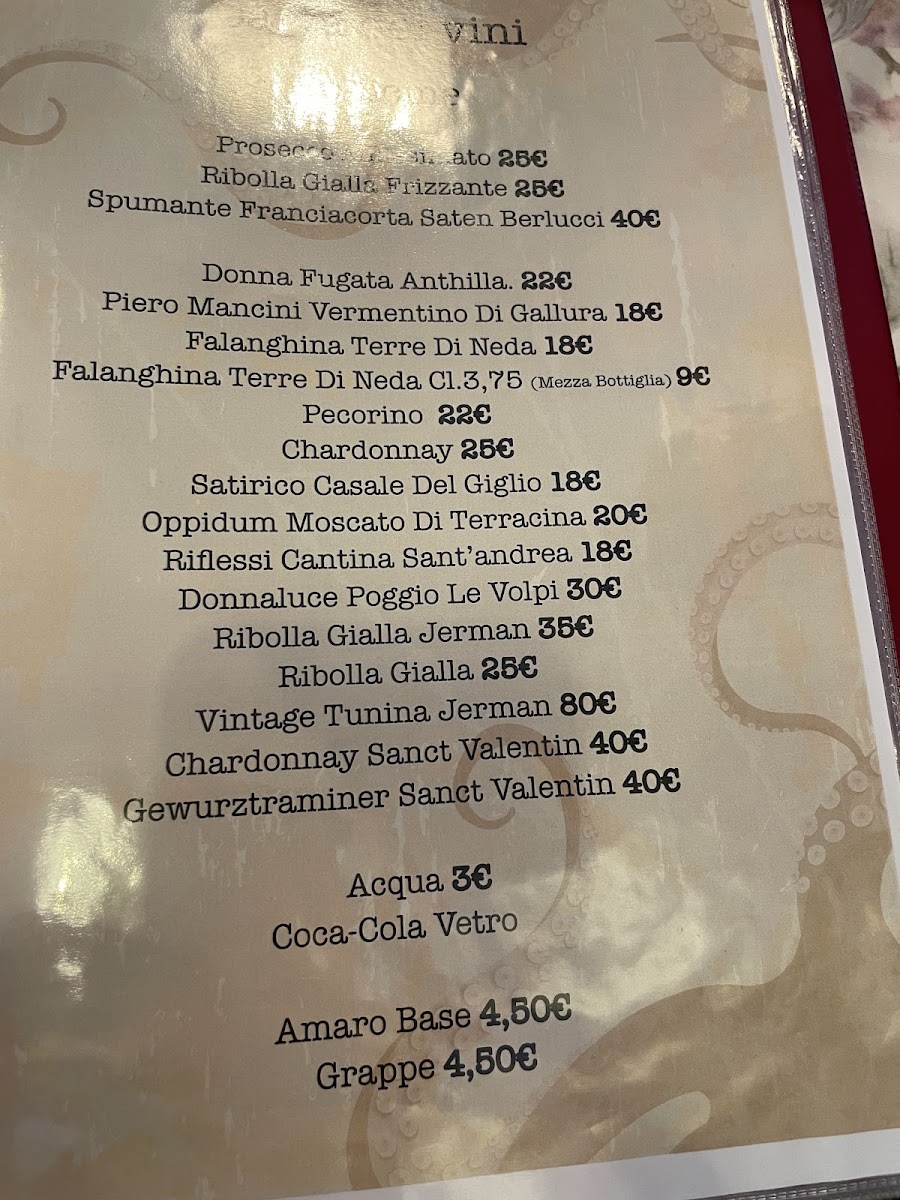 vini
Prosecco
25€
Ribolla Gialla Frizzante 25€
Spumante Franciacorta Saten Berlucci 40€
Donna Fugata Anthilla. 22€
Piero Mancini Vermentino Di Gallura 18€
Falanghina Terre Di Neda 18€
Falanghina Terre Di Neda Cl.3,75 (Mezza Bottiglia) 9€
Pecorino 22€
Chardonnay 25€
Satirico Casale Del Giglio 18€
Oppidum Moscato Di Terracina 20€
Riflessi Cantina Sant'andrea 18€
Donnaluce Poggio Le Volpi 30€
Ribolla Gialla Jerman 35€
Ribolla Gialla 25€
Vintage Tunina Jerman 80€
Chardonnay Sanct Valentin 40€
Gewurztraminer Sanct Valentin 40€
Acqua 3€
Coca-Cola Vetro
Amaro Base 4,50€
Grappe 4,50€